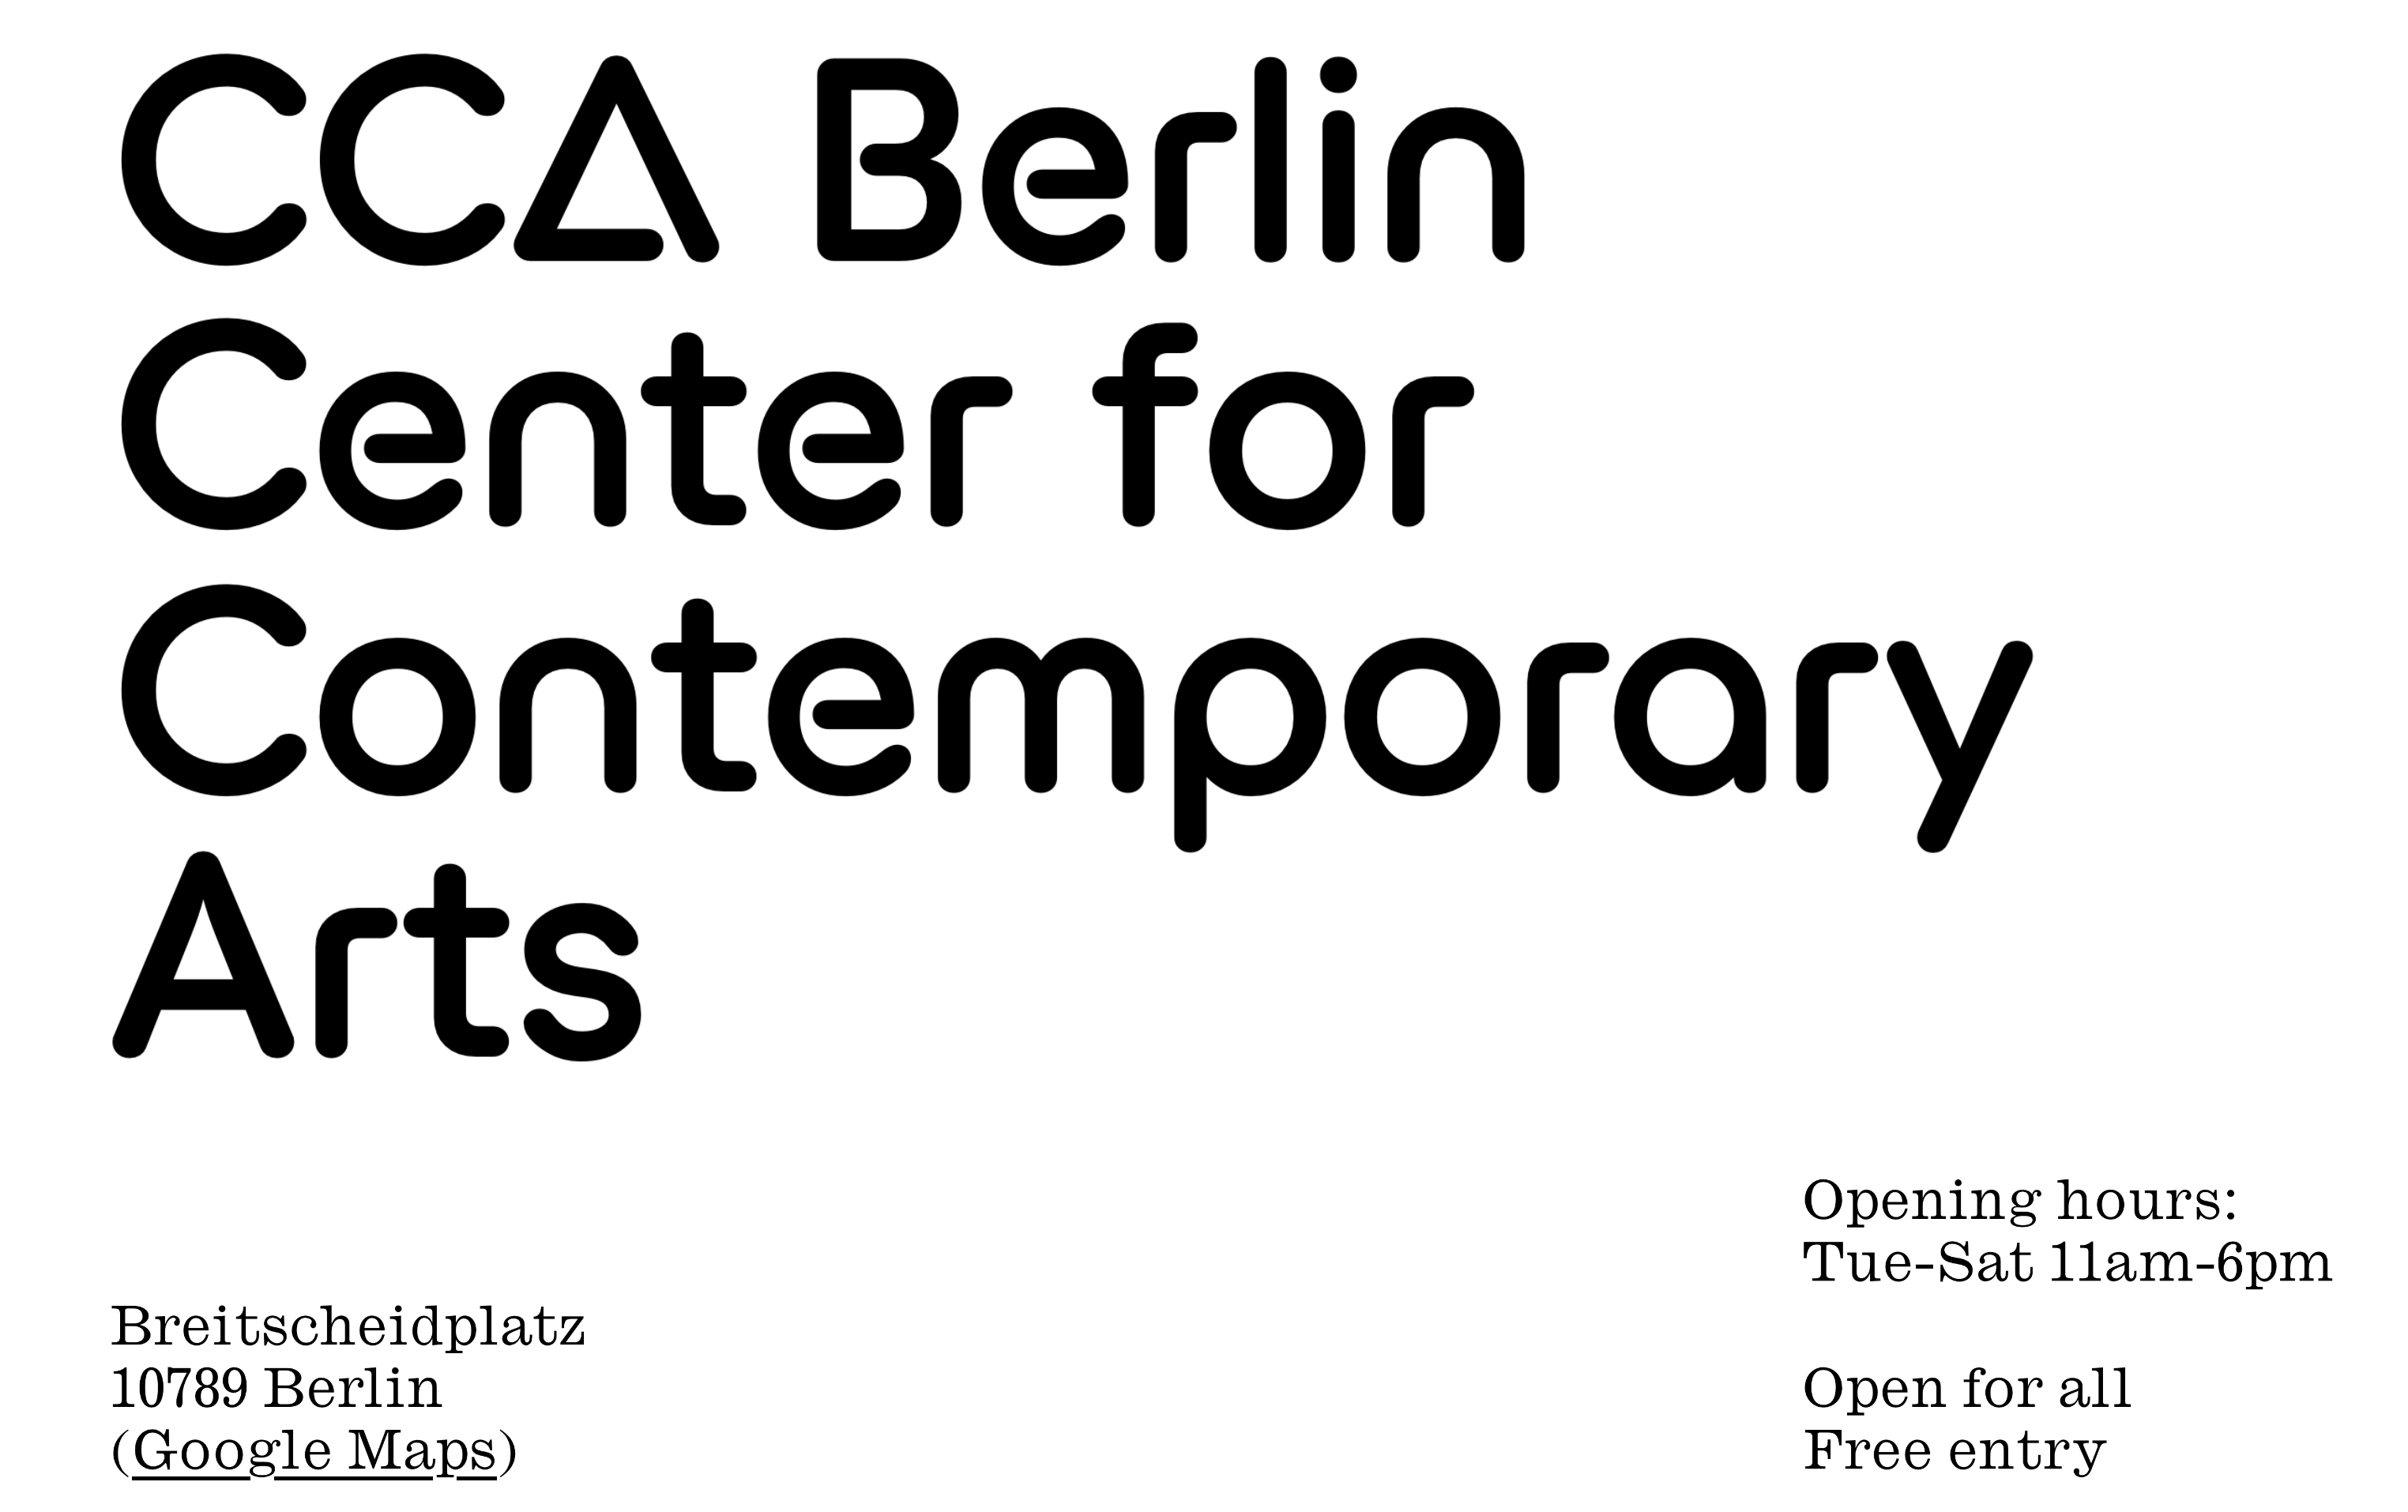 CCA Berlin
Center for
Contemporary
Arts
Opening hours:
Tue-Sat 11am-6pm
Breitscheidplatz
10789 Berlin
(Google Maps)
Open for all
Free entry